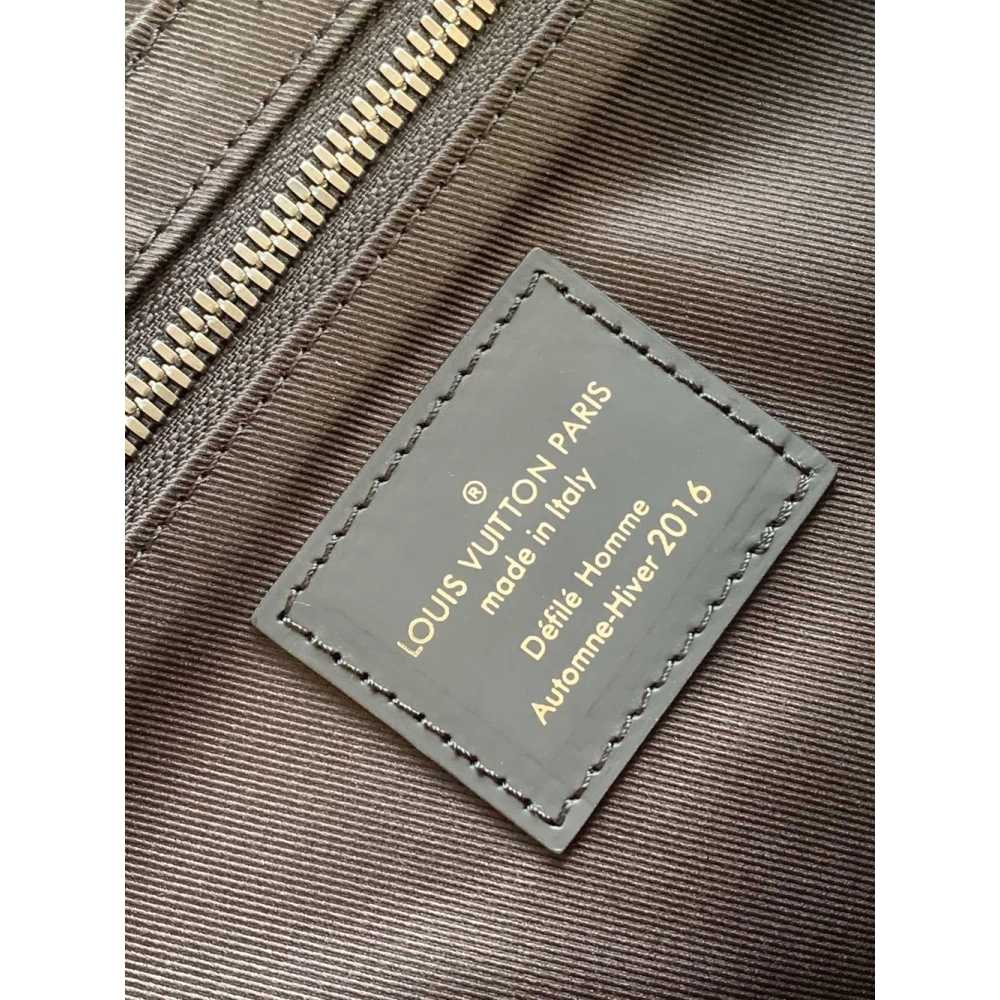 ®
LOUIS VUITTON PARIS
made in Italy
Défilé Homme
Automne-Hiver 2016